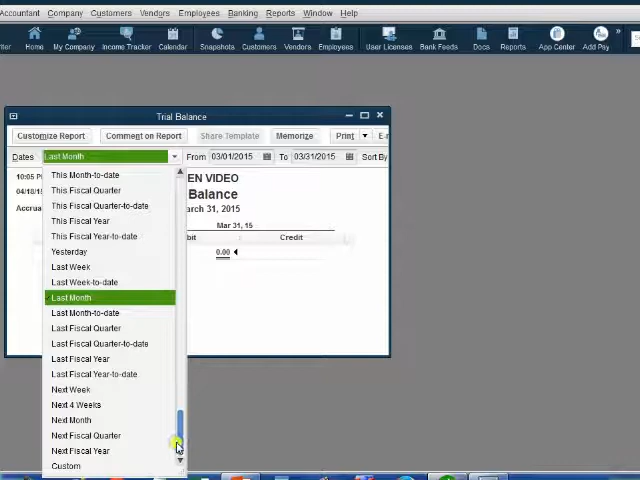 Accountant Company Customers Vendors Employees Banking Reports Window Help
Home My Company Income Tracker Calendar Snapshots Customers Vendors Employees User Licenses Bank Feeds Docs Reports App Center Add Pay »
Trial Balance
Customize Report Comment on Report Share Template Memorize Print
Dates Last Month From 03/01/2015 To 03/31/2015 Sort By
10:05
EN VIDEO
04/18/
Balance
Accrua
arch 31, 2015
Mar 31, 15
bit Credit
0.00
This Month-to-date
This Fiscal Quarter
This Fiscal Quarter-to-date
This Fiscal Year
This Fiscal Year-to-date
Yesterday
Last Week
Last Week-to-date
Last Month
Last Month-to-date
Last Fiscal Quarter
Last Fiscal Quarter-to-date
Last Fiscal Year
Last Fiscal Year-to-date
Next Week
Next 4 Weeks
Next Month
Next Fiscal Quarter
Next Fiscal Year
Custom